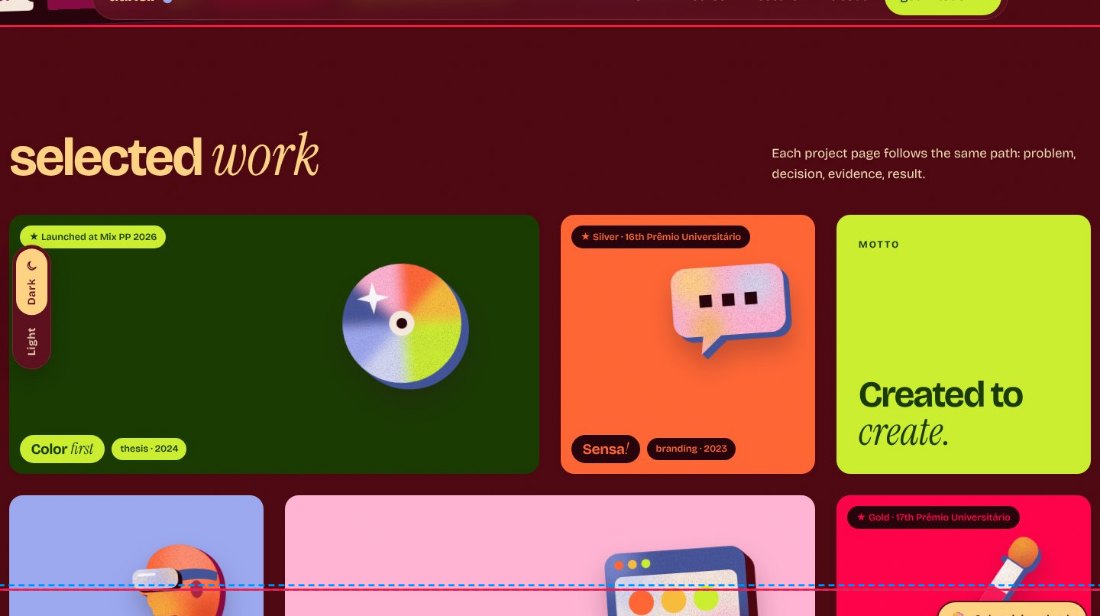 selected work
Each project page follows the same path: problem,
decision, evidence, result.
★ Launched at Mix PP 2026
Dark
Light
Color first
thesis · 2024
★ Silver · 16th Prêmio Universitário
Sensa!
branding · 2023
MOTTO
Created to
create.
★ Gold · 17th Prêmio Universitário